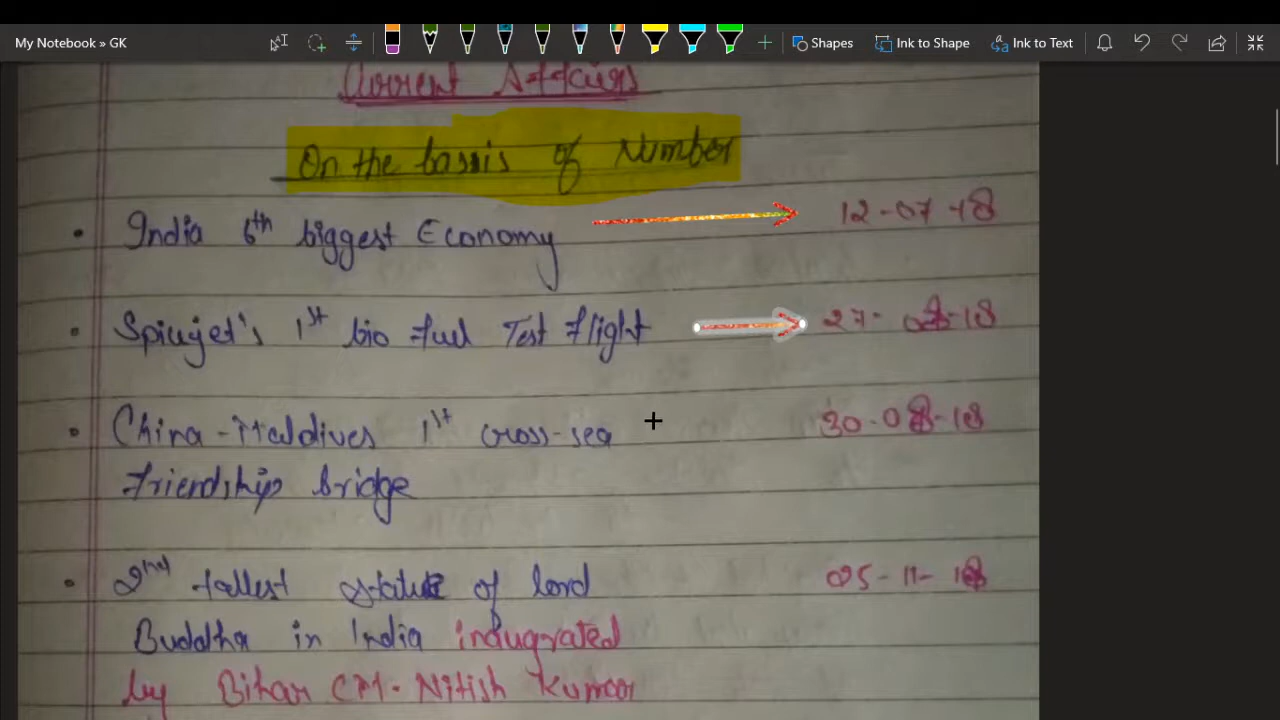 My Notebook » GK
Shapes
Ink to Shape
Ink to Text
Current Affairs
On the basis of Number
• India 6th biggest Economy 12-07-18
• Spicejet's 1st bio Fuel Test Flight 27-08-18
• China-Maldives 1st cross-sea 30-08-18
friendship bridge
• 2nd tallest statue of lord 25-11-18
Buddha in India inaugrated
by Bihar CM. Nitish Kumar